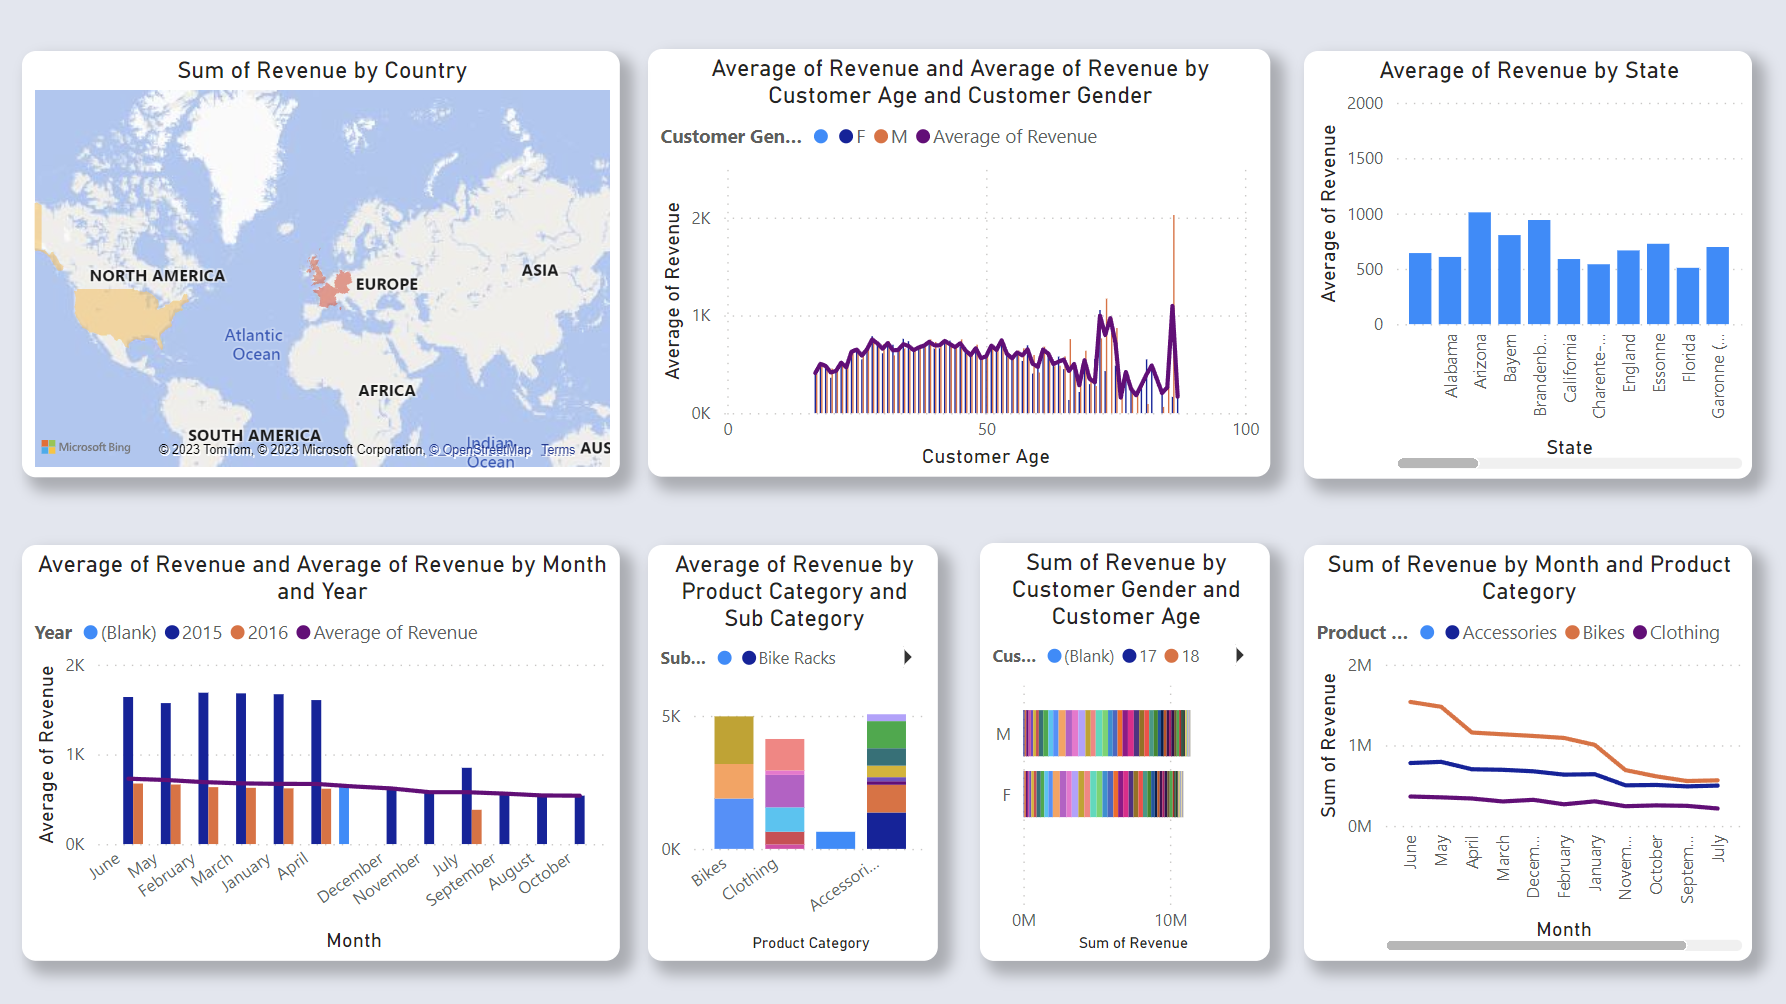 Sum of Revenue by Country
NORTH AMERICA
EUROPE
ASIA
Atlantic
Ocean
AFRICA
SOUTH AMERICA
Indian
Ocean
AUS
Microsoft Bing
© 2023 TomTom, © 2023 Microsoft Corporation, © OpenStreetMap Terms
Average of Revenue and Average of Revenue by
Customer Age and Customer Gender
Customer Gen... F M Average of Revenue
Average of Revenue
2K
1K
0K
0 50 100
Customer Age
Average of Revenue by State
Average of Revenue
2000
1500
1000
500
0
Alabama
Arizona
Bayern
Brandenb...
California
Charente-...
England
Essonne
Florida
Garonne (...
State
Average of Revenue and Average of Revenue by Month
and Year
Year (Blank) 2015 2016 Average of Revenue
Average of Revenue
2K
1K
0K
June
May
February
March
January
April
December
November
July
September
August
October
Month
Average of Revenue by
Product Category and
Sub Category
Sub... Bike Racks
5K
0K
Bikes
Clothing
Accessori...
Product Category
Sum of Revenue by
Customer Gender and
Customer Age
Cus... (Blank) 17 18
M
F
0M 10M
Sum of Revenue
Sum of Revenue by Month and Product
Category
Product ... Accessories Bikes Clothing
Sum of Revenue
2M
1M
0M
June
May
April
March
Decem...
February
January
Novem...
October
Septem...
July
Month